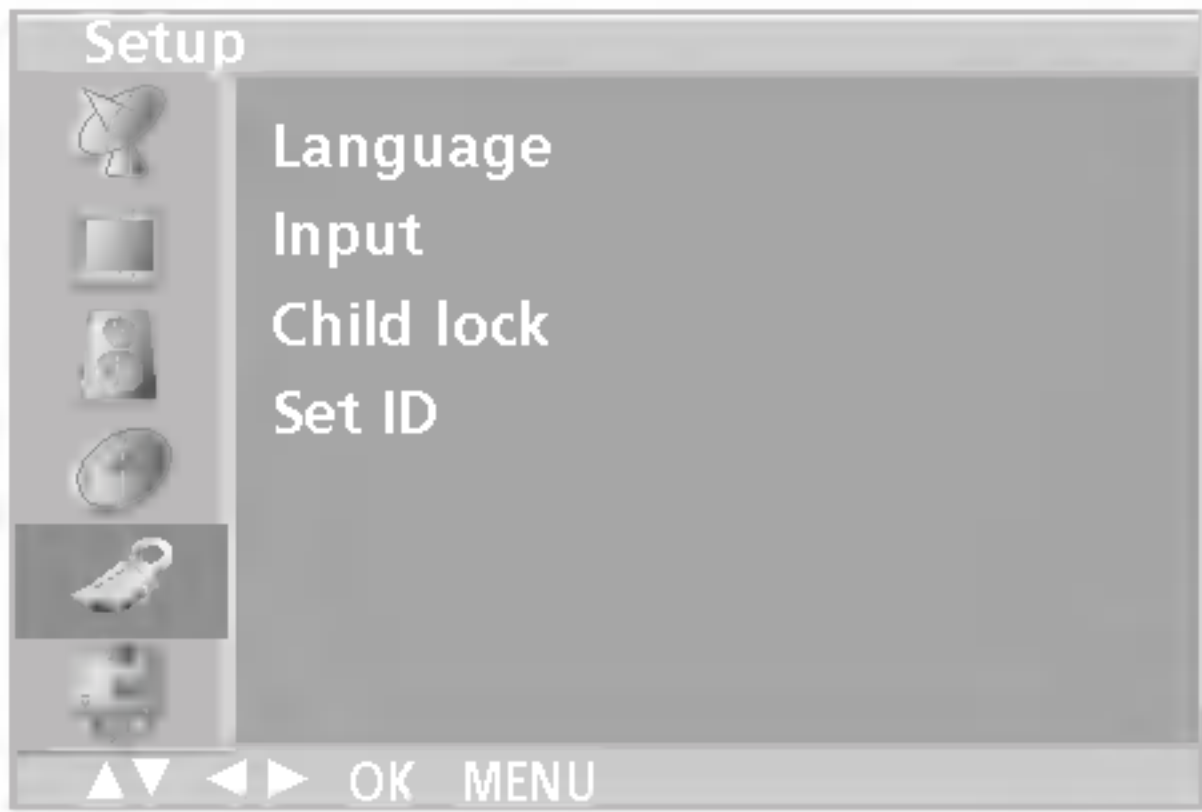 Setup
Language
Input
Child lock
Set ID
▲▼ ◀▶ OK MENU